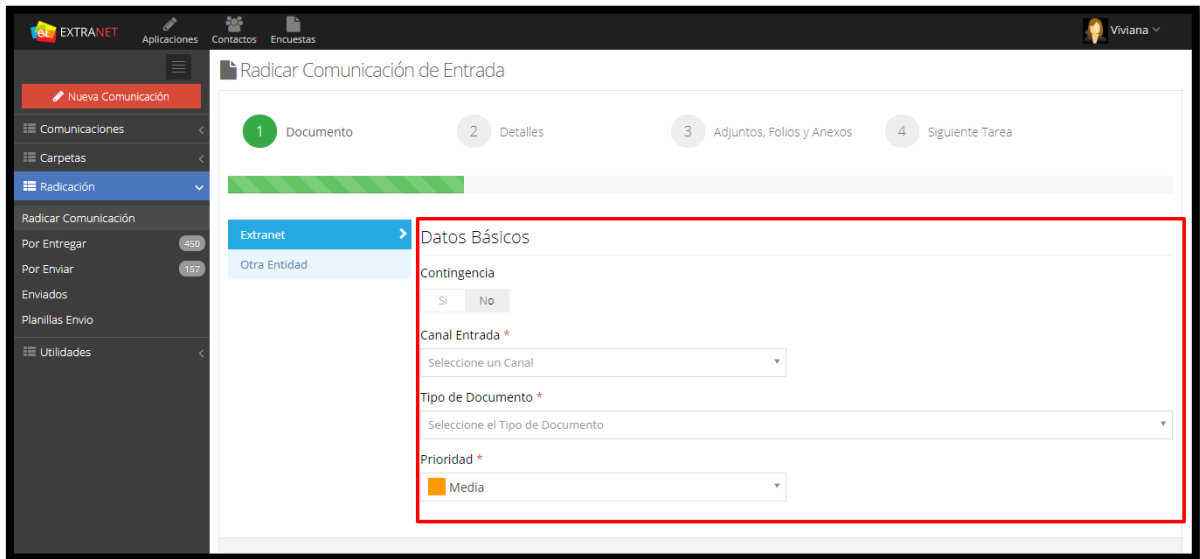 EXTRANET
Aplicaciones
Contactos
Encuestas
Viviana
Nueva Comunicación
Comunicaciones
Carpetas
Radicación
Radicar Comunicación
Por Entregar 450
Por Enviar 157
Enviados
Planillas Envio
Utilidades
Radicar Comunicación de Entrada
1 Documento
2 Detalles
3 Adjuntos, Folios y Anexos
4 Siguiente Tarea
Extranet
Otra Entidad
Datos Básicos
Contingencia
Si No
Canal Entrada *
Seleccione un Canal
Tipo de Documento *
Seleccione el Tipo de Documento
Prioridad *
Media